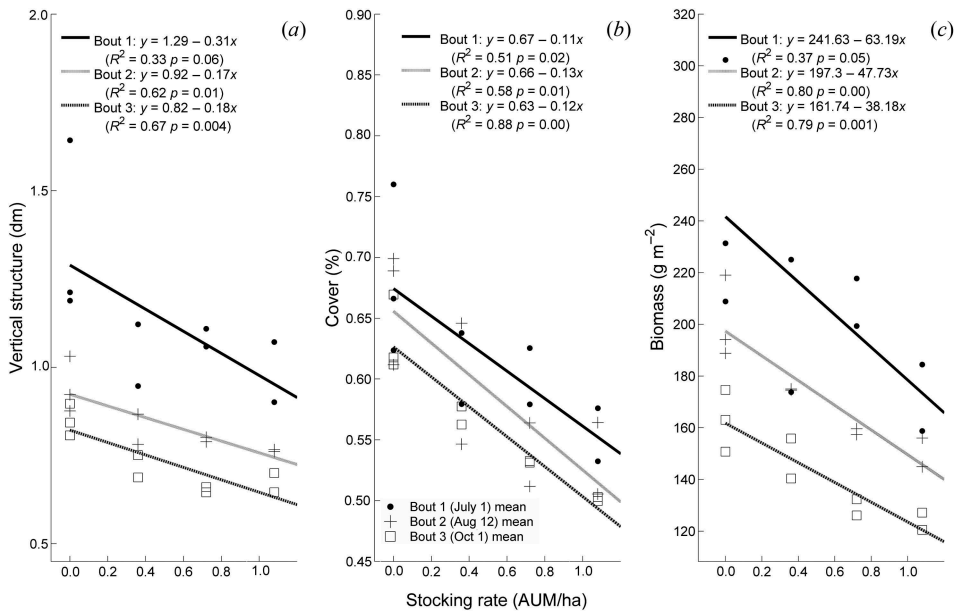 (a)
Bout 1: y = 1.29 – 0.31x
(R² = 0.33 p = 0.06)
Bout 2: y = 0.92 – 0.17x
(R² = 0.62 p = 0.01)
Bout 3: y = 0.82 – 0.18x
(R² = 0.67 p = 0.004)
Vertical structure (dm)
2.0
1.5
1.0
0.5
0.0 0.2 0.4 0.6 0.8 1.0
(b)
Bout 1: y = 0.67 – 0.11x
(R² = 0.51 p = 0.02)
Bout 2: y = 0.66 – 0.13x
(R² = 0.58 p = 0.01)
Bout 3: y = 0.63 – 0.12x
(R² = 0.88 p = 0.00)
Cover (%)
0.90
0.85
0.80
0.75
0.70
0.65
0.60
0.55
0.50
0.45
Bout 1 (July 1) mean
Bout 2 (Aug 12) mean
Bout 3 (Oct 1) mean
0.0 0.2 0.4 0.6 0.8 1.0
(c)
Bout 1: y = 241.63 – 63.19x
(R² = 0.37 p = 0.05)
Bout 2: y = 197.3 – 47.73x
(R² = 0.80 p = 0.00)
Bout 3: y = 161.74 – 38.18x
(R² = 0.79 p = 0.001)
Biomass (g m⁻²)
320
300
280
260
240
220
200
180
160
140
120
0.0 0.2 0.4 0.6 0.8 1.0
Stocking rate (AUM/ha)